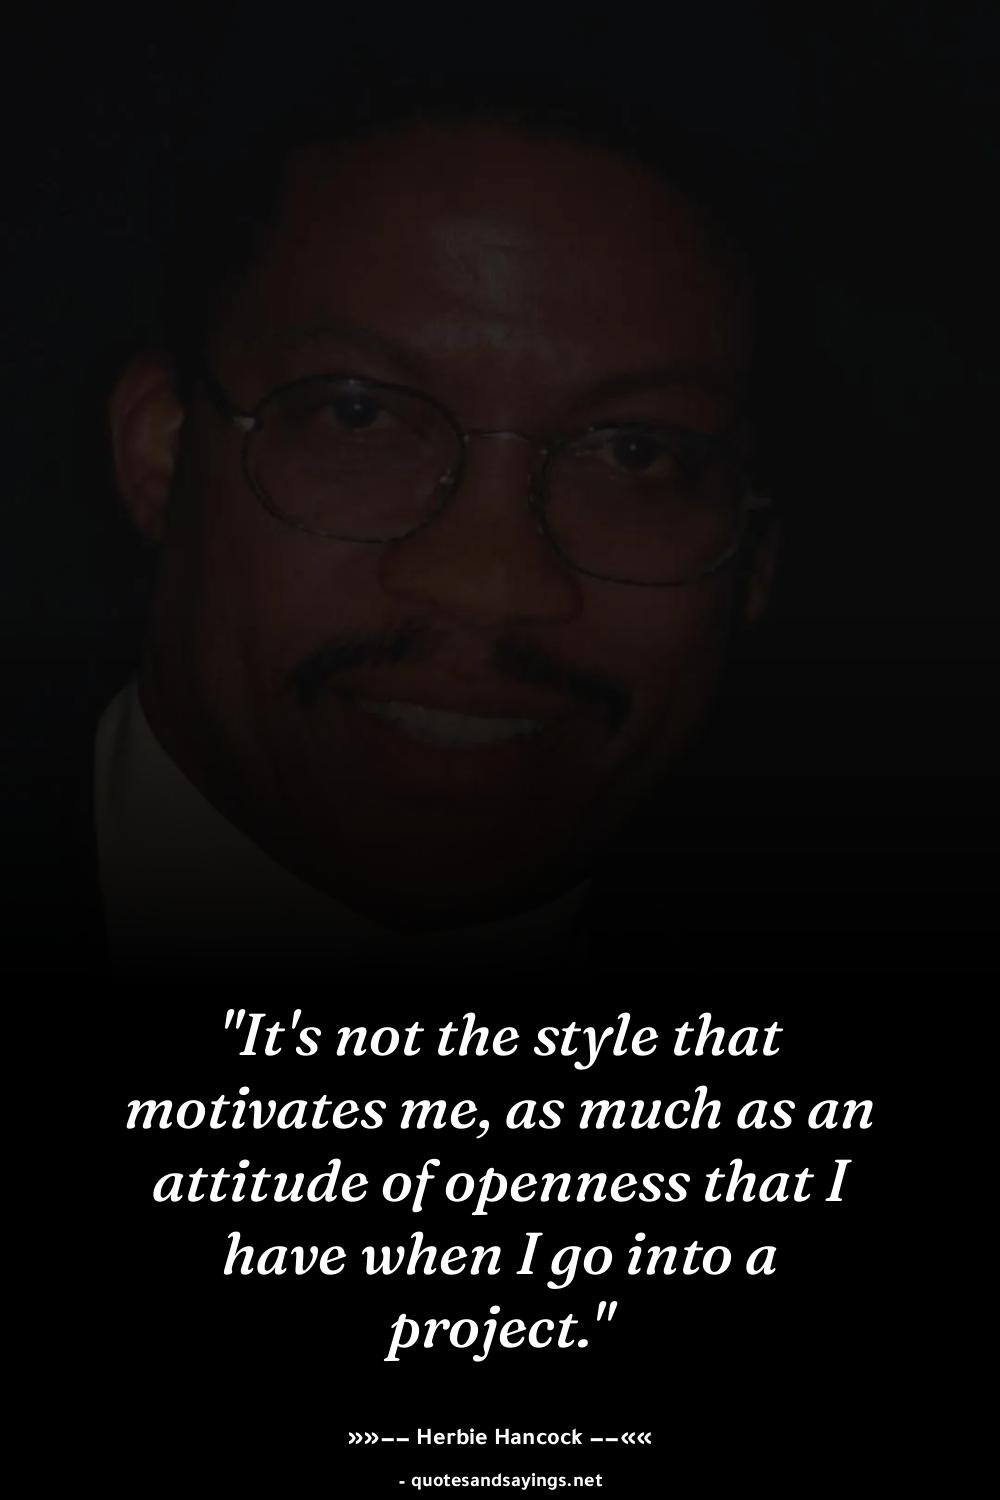 "It's not the style that
motivates me, as much as an
attitude of openness that I
have when I go into a
project."
»»−− Herbie Hancock −−««
- quotesandsayings.net